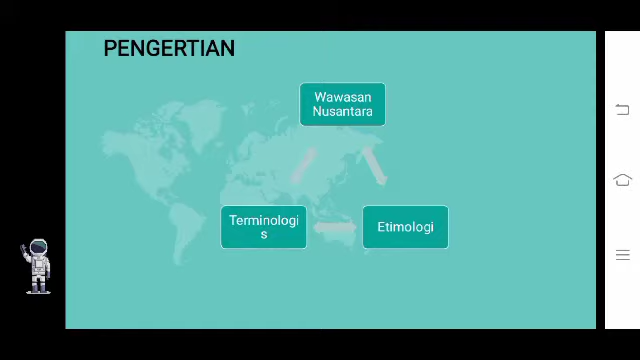 PENGERTIAN
Wawasan
Nusantara
Terminologi
s
Etimologi